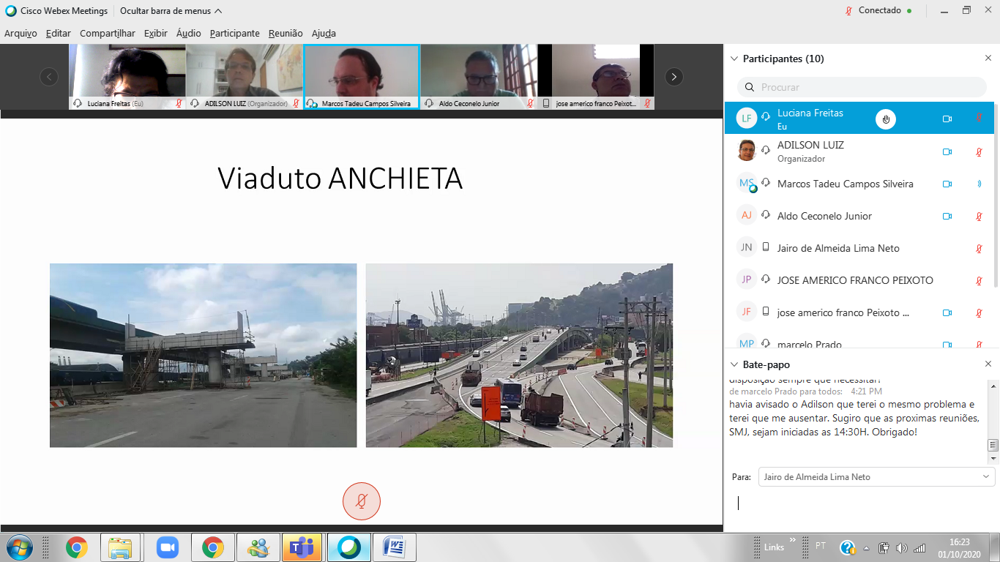 Cisco Webex Meetings
Ocultar barra de menus
Conectado
Arquivo Editar Compartilhar Exibir Áudio Participante Reunião Ajuda
Luciana Freitas (Eu)
ADILSON LUIZ (Organizador)
Marcos Tadeu Campos Silveira
Aldo Ceconelo Junior
jose americo franco Peixot...
Viaduto ANCHIETA
Participantes (10)
Procurar
LF
Luciana Freitas
Eu
ADILSON LUIZ
Organizador
MS
Marcos Tadeu Campos Silveira
AJ
Aldo Ceconelo Junior
JN
Jairo de Almeida Lima Neto
JP
JOSE AMERICO FRANCO PEIXOTO
JF
jose americo franco Peixoto ...
MP
marcelo Prado
Bate-papo
disposição sempre que necessitar!
de marcelo Prado para todos: 4:21 PM
havia avisado o Adilson que terei o mesmo problema e
terei que me ausentar. Sugiro que as proximas reuniões,
SMJ, sejam iniciadas as 14:30H. Obrigado!
Para:
Jairo de Almeida Lima Neto
Links
PT
16:23
01/10/2020